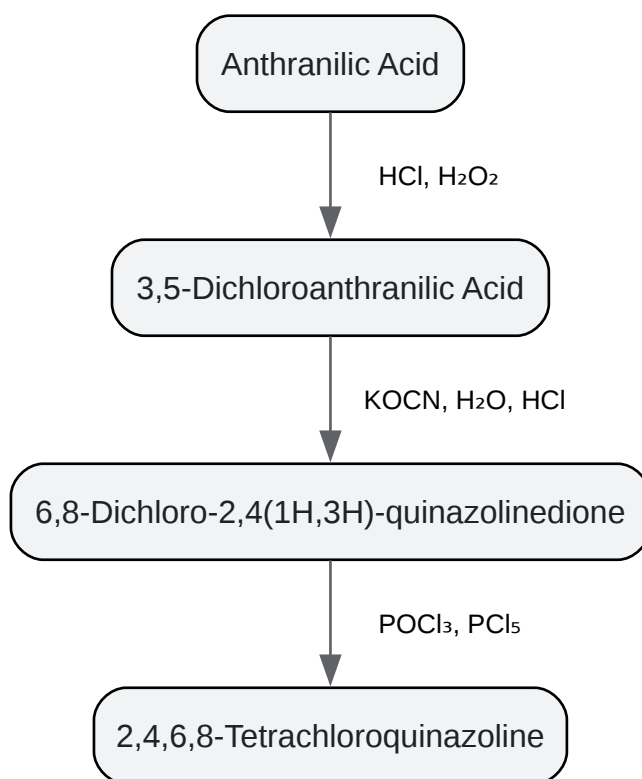 Anthranilic Acid
HCl, H₂O₂
3,5-Dichloroanthranilic Acid
KOCN, H₂O, HCl
6,8-Dichloro-2,4(1H,3H)-quinazolinedione
POCl₃, PCl₅
2,4,6,8-Tetrachloroquinazoline